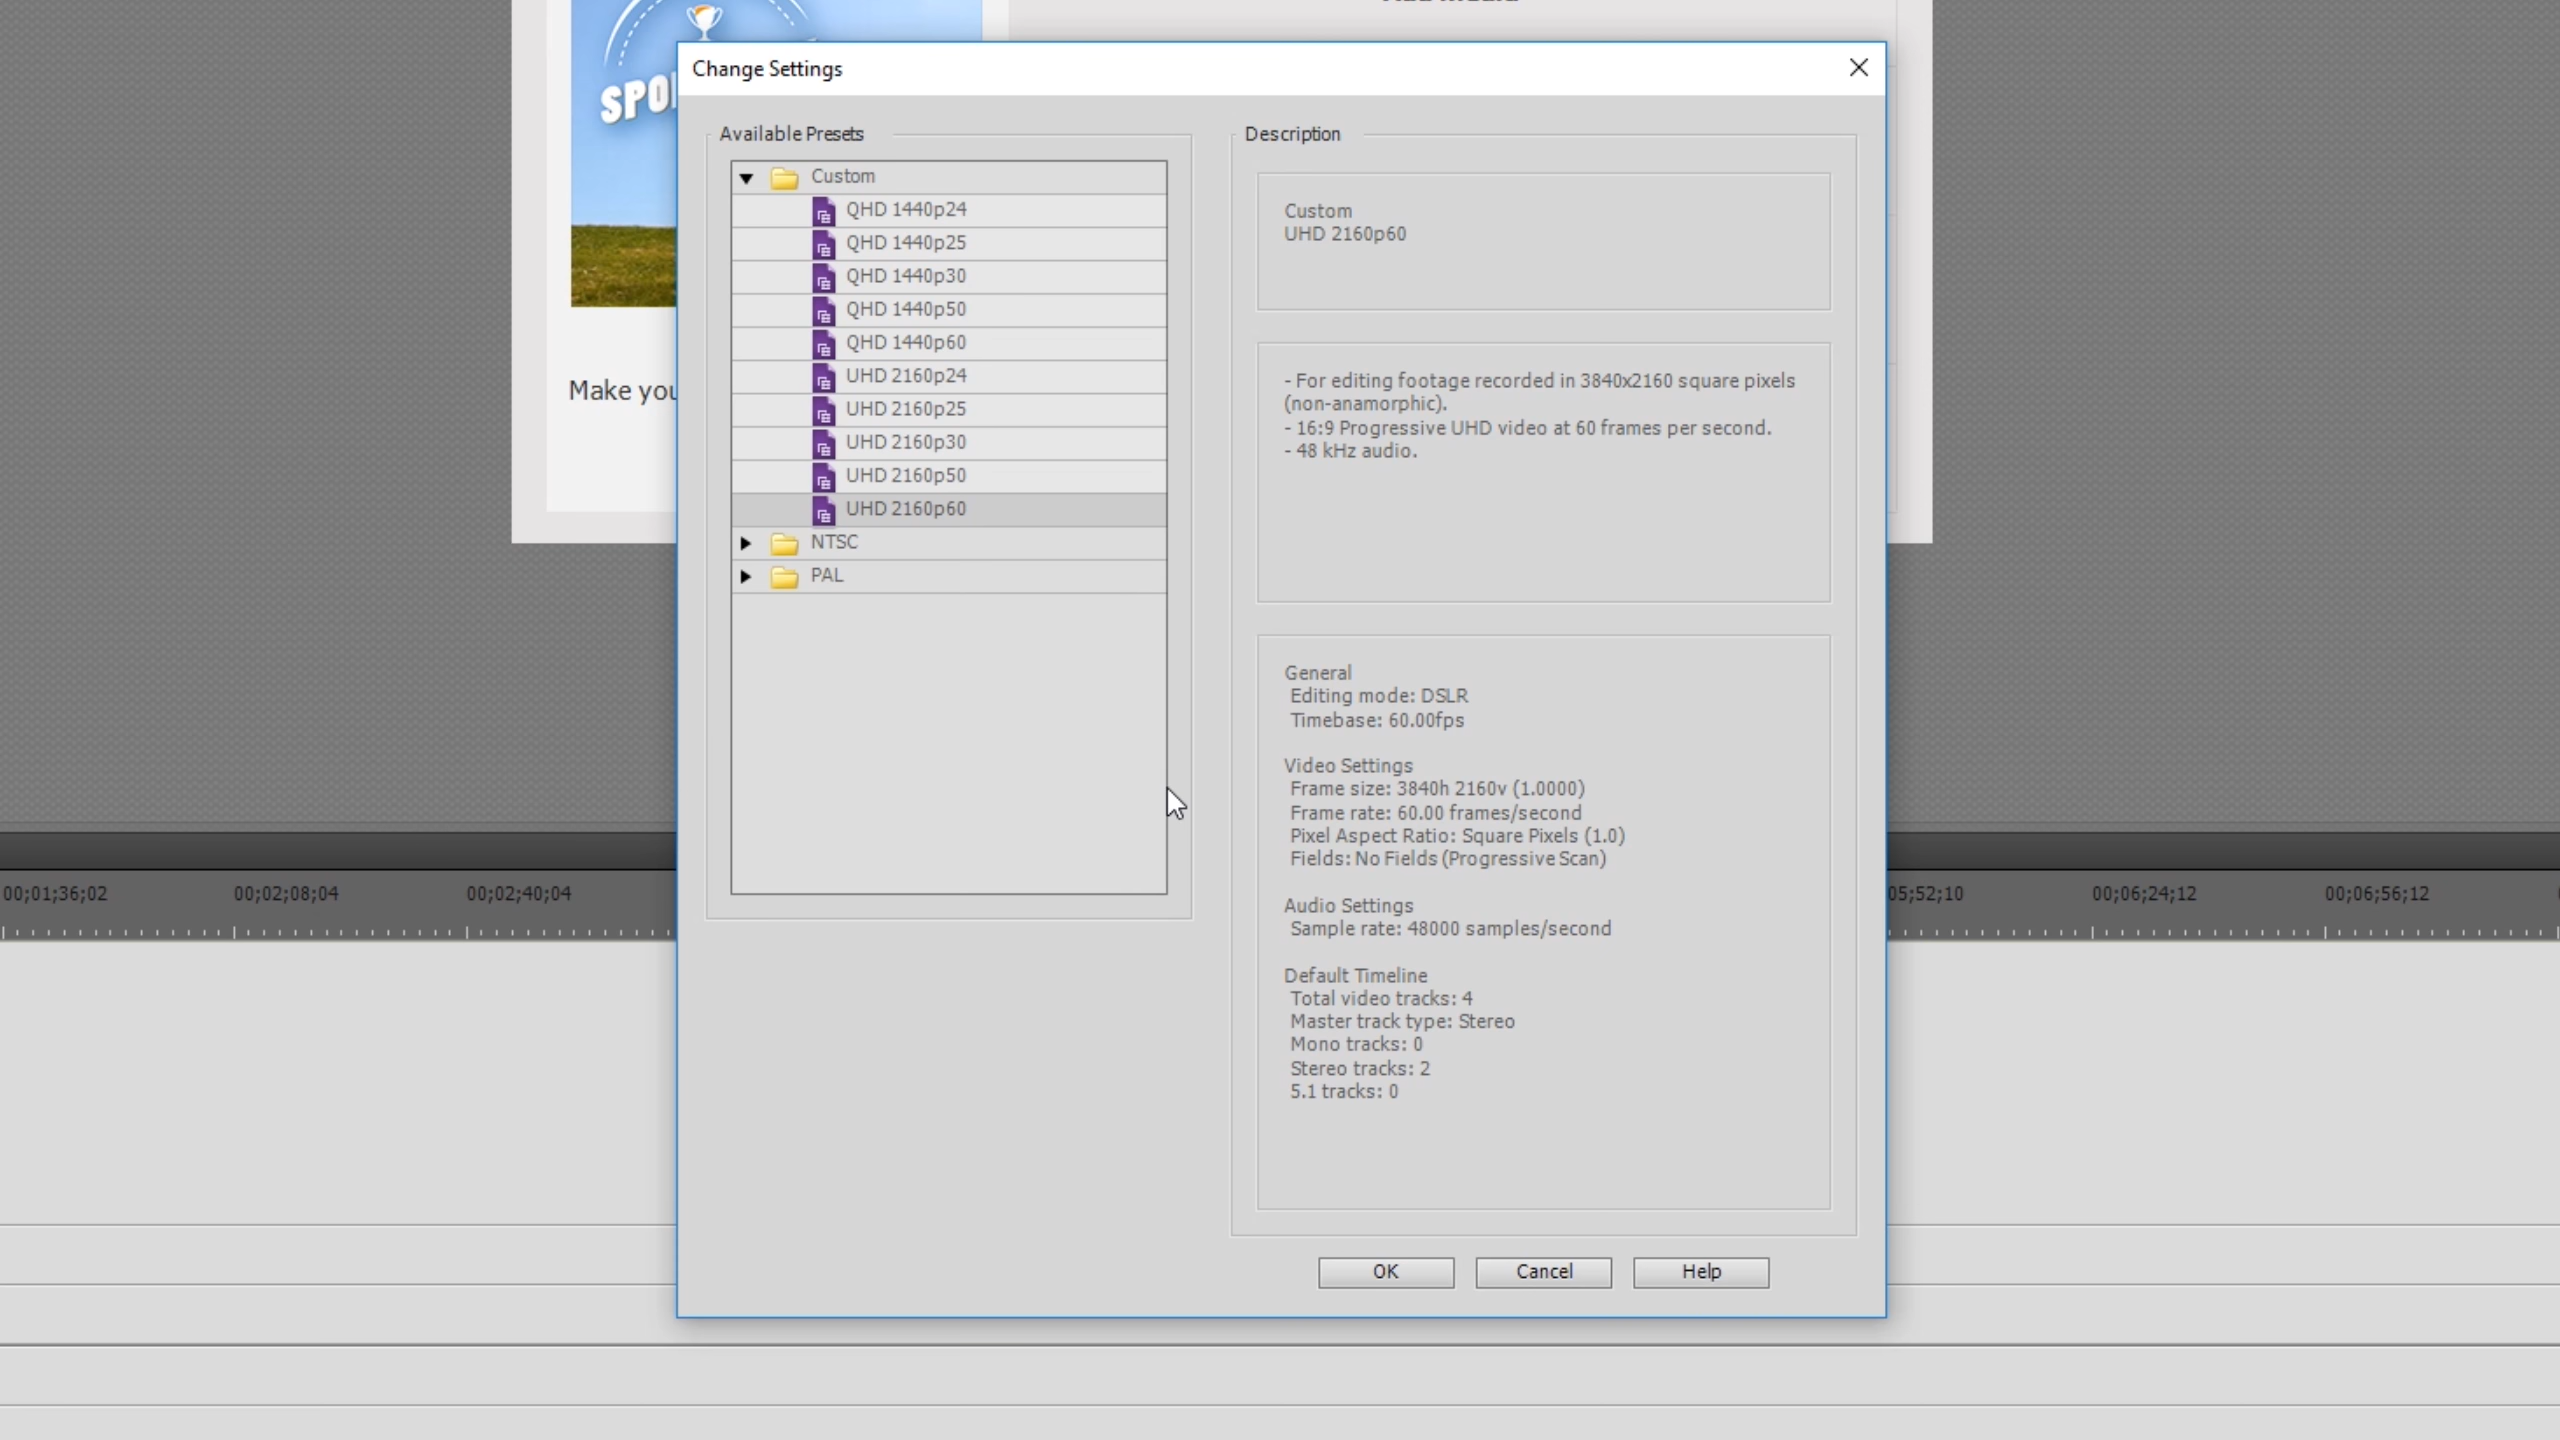 SPO
Make you
Change Settings
Available Presets
Custom
QHD 1440p24
QHD 1440p25
QHD 1440p30
QHD 1440p50
QHD 1440p60
UHD 2160p24
UHD 2160p25
UHD 2160p30
UHD 2160p50
UHD 2160p60
NTSC
PAL
Description
Custom
UHD 2160p60
- For editing footage recorded in 3840x2160 square pixels
(non-anamorphic).
- 16:9 Progressive UHD video at 60 frames per second.
- 48 kHz audio.
General
Editing mode: DSLR
Timebase: 60.00fps
Video Settings
Frame size: 3840h 2160v (1.0000)
Frame rate: 60.00 frames/second
Pixel Aspect Ratio: Square Pixels (1.0)
Fields: No Fields (Progressive Scan)
Audio Settings
Sample rate: 48000 samples/second
Default Timeline
Total video tracks: 4
Master track type: Stereo
Mono tracks: 0
Stereo tracks: 2
5.1 tracks: 0
OK Cancel Help
00;01;36;02 00;02;08;04 00;02;40;04 05;52;10 00;06;24;12 00;06;56;12